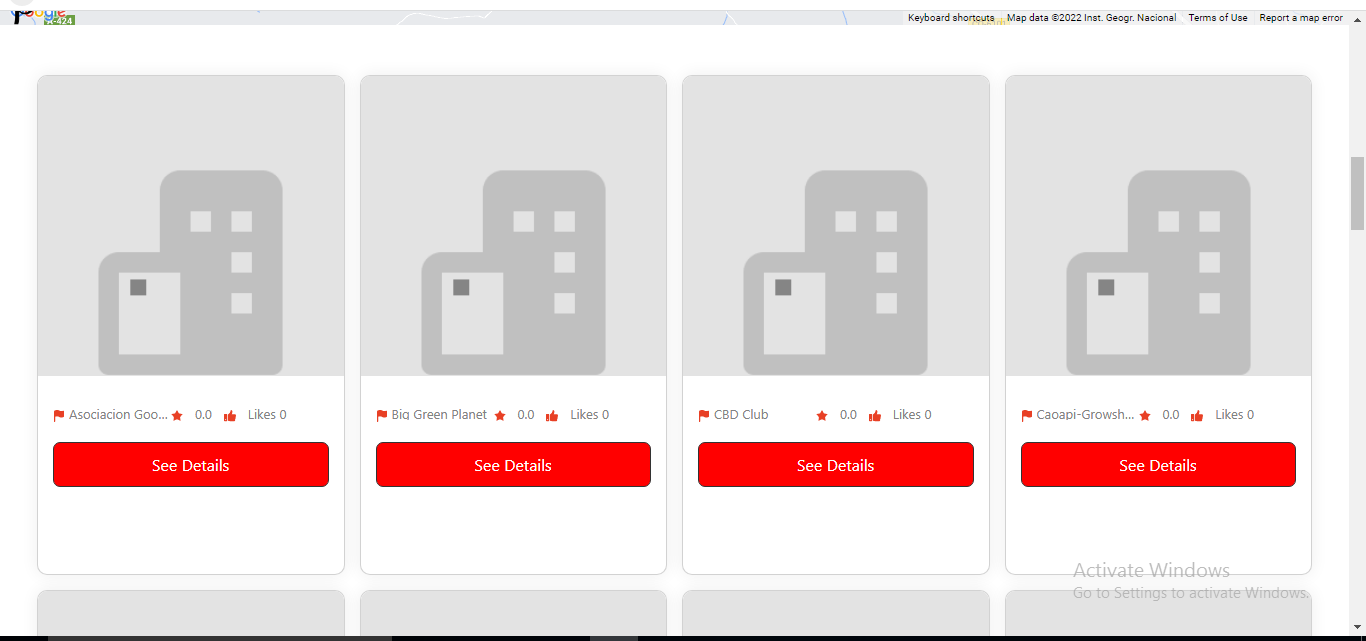 Google
A-424
Keyboard shortcuts Map data ©2022 Inst. Geogr. Nacional Terms of Use Report a map error
Asociacion Goo... 0.0 Likes 0
See Details
Big Green Planet 0.0 Likes 0
See Details
CBD Club 0.0 Likes 0
See Details
Caoapi-Growsh... 0.0 Likes 0
See Details
Activate Windows
Go to Settings to activate Windows.